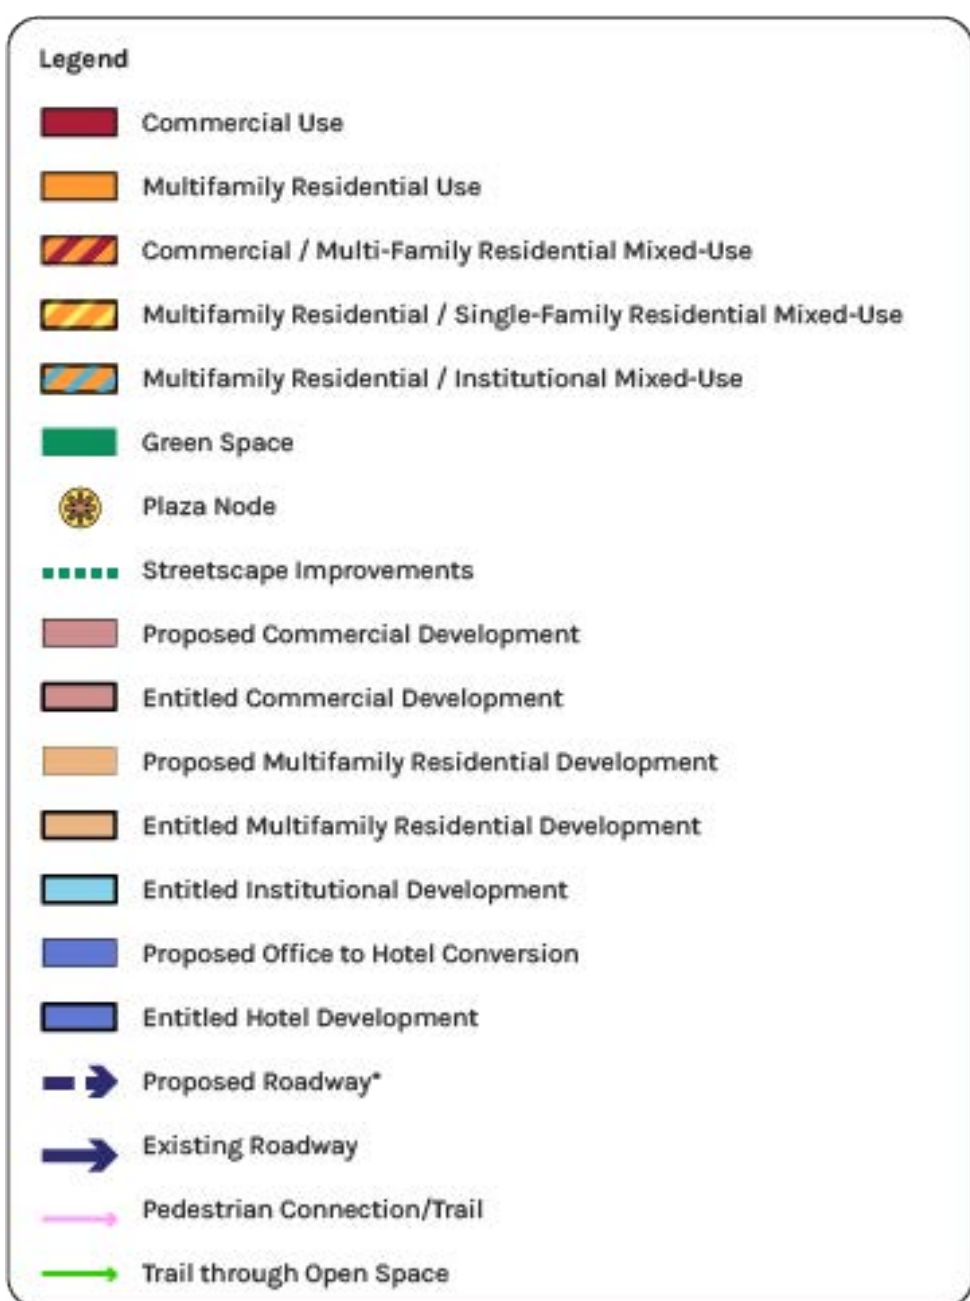 Legend
Commercial Use
Multifamily Residential Use
Commercial / Multi-Family Residential Mixed-Use
Multifamily Residential / Single-Family Residential Mixed-Use
Multifamily Residential / Institutional Mixed-Use
Green Space
Plaza Node
Streetscape Improvements
Proposed Commercial Development
Entitled Commercial Development
Proposed Multifamily Residential Development
Entitled Multifamily Residential Development
Entitled Institutional Development
Proposed Office to Hotel Conversion
Entitled Hotel Development
Proposed Roadway*
Existing Roadway
Pedestrian Connection/Trail
Trail through Open Space